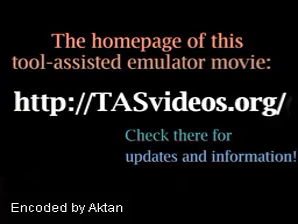 The homepage of this
tool-assisted emulator movie:
http://TASvideos.org/
Check there for
updates and information!
Encoded by Aktan